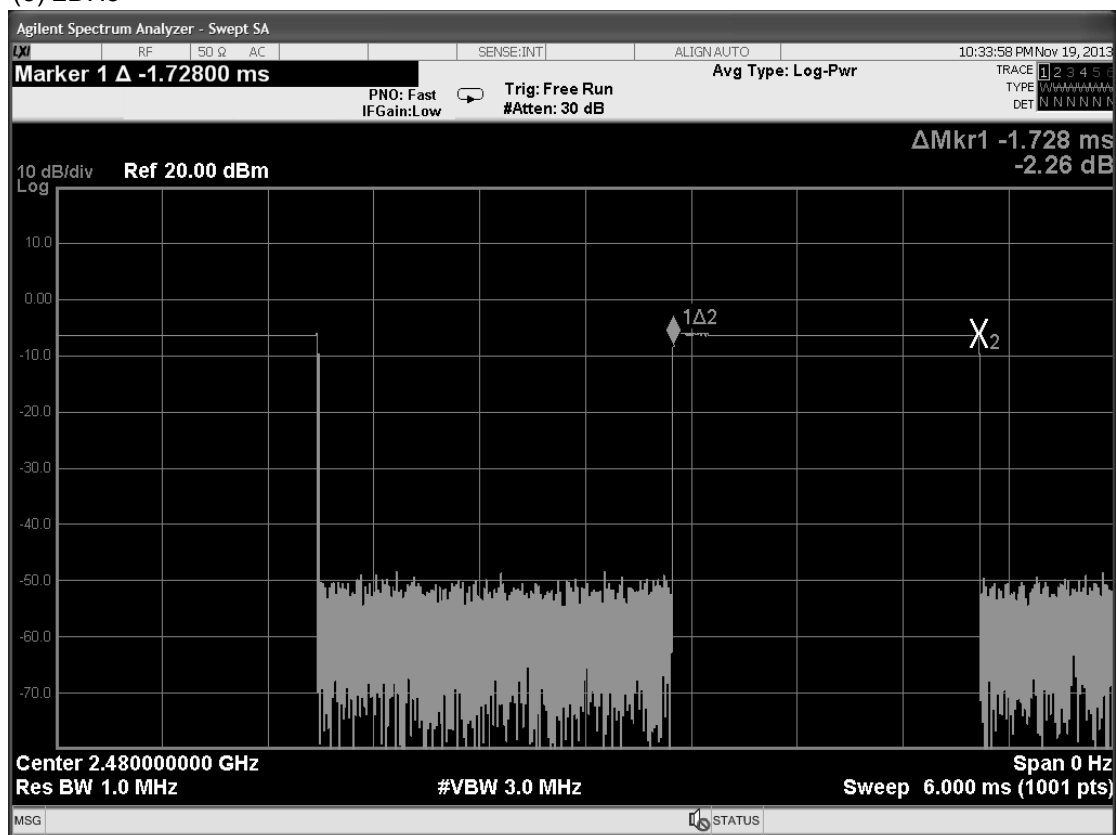 Agilent Spectrum Analyzer - Swept SA
LXI RF 50 Ω AC SENSE:INT ALIGN AUTO 10:33:58 PM Nov 19, 2013
Marker 1 Δ -1.72800 ms
PNO: Fast
IFGain:Low
Trig: Free Run
#Atten: 30 dB
Avg Type: Log-Pwr
TRACE 1 2 3 4 5 6
TYPE
DET N N N N N N
ΔMkr1 -1.728 ms
-2.26 dB
10 dB/div
Log
Ref 20.00 dBm
10.0
0.00
-10.0
-20.0
-30.0
-40.0
-50.0
-60.0
-70.0
1Δ2
X2
Center 2.480000000 GHz
Span 0 Hz
Res BW 1.0 MHz
#VBW 3.0 MHz
Sweep 6.000 ms (1001 pts)
MSG
STATUS